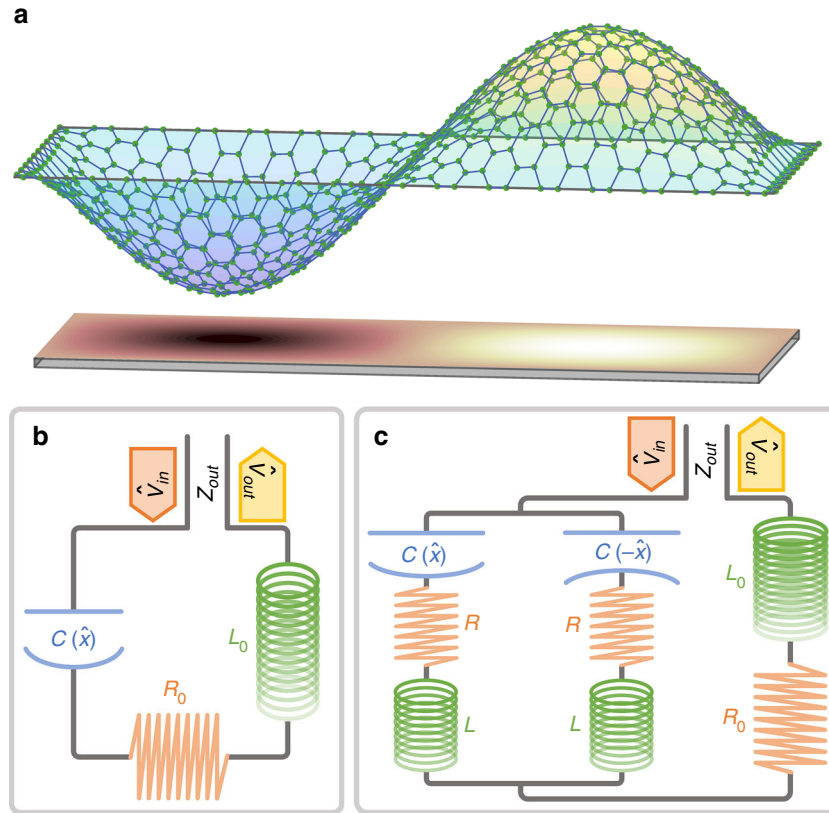 a
b
V̂in
Zout
V̂out
C (x̂)
L0
R0
c
V̂in
Zout
V̂out
C (x̂)
C (−x̂)
L0
R
R
L
L
R0